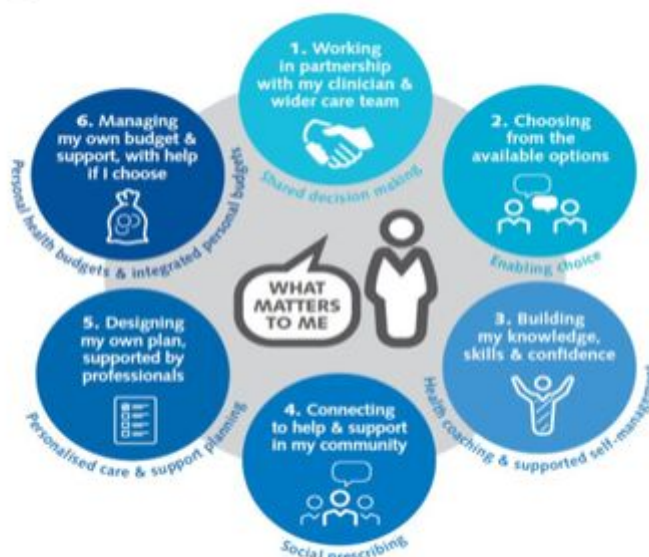 1. Working
in partnership
with my clinician &
wider care team
Shared decision making
2. Choosing
from the
available options
Enabling choice
3. Building
my knowledge,
skills & confidence
Health coaching & supported self-management
4. Connecting
to help & support
in my community
Social prescribing
5. Designing
my own plan,
supported by
professionals
Personalised care & support planning
6. Managing
my own budget &
support, with help
if I choose
Personal health budgets & integrated personal budgets
WHAT
MATTERS
TO ME